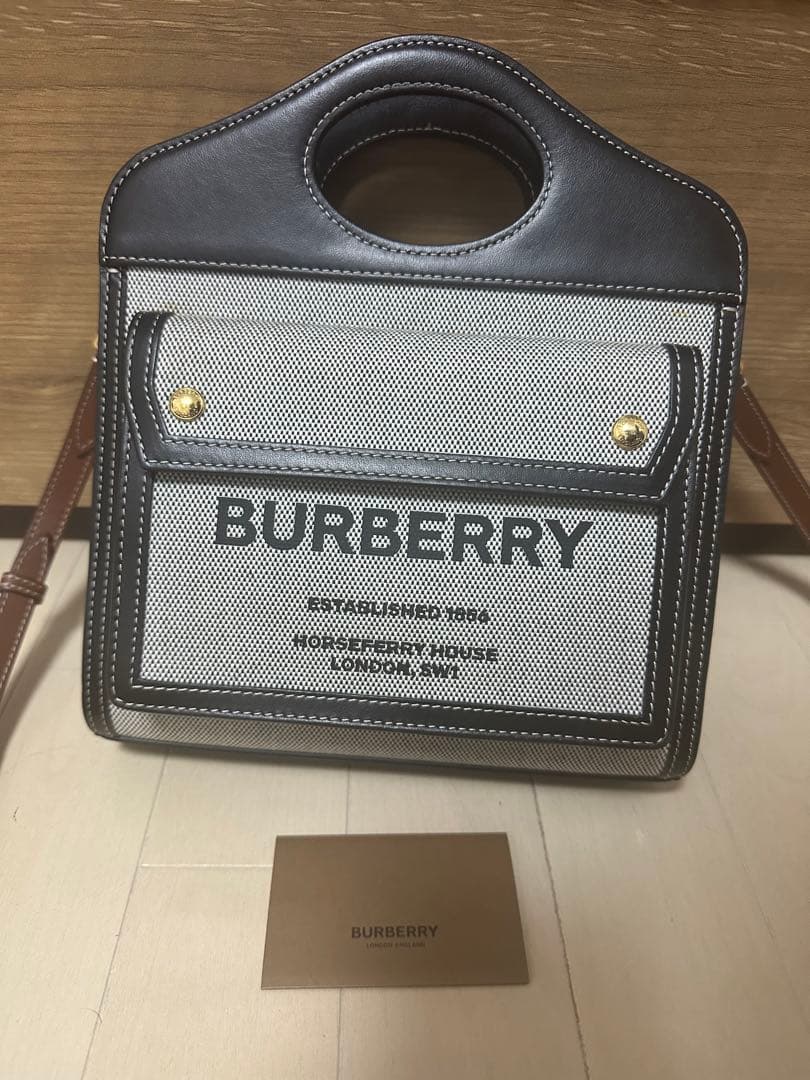 BURBERRY
ESTABLISHED 1856
HORSEFERRY HOUSE
LONDON, SW1
BURBERRY
LONDON ENGLAND